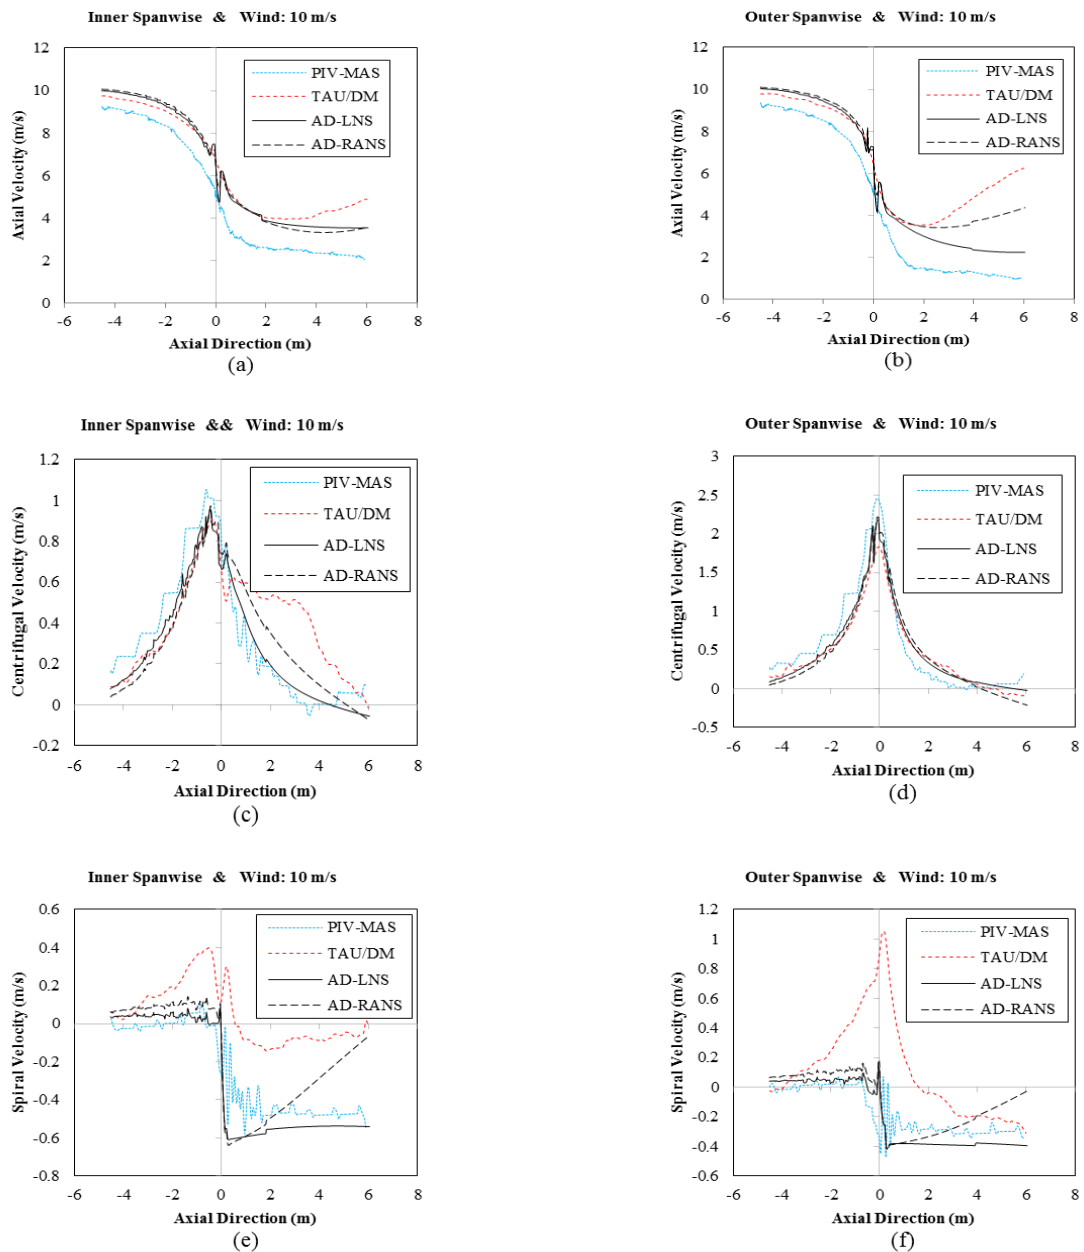 Inner Spanwise & Wind: 10 m/s
12
10
8
6
4
2
0
-6 -4 -2 0 2 4 6 8
Axial Velocity (m/s)
Axial Direction (m)
PIV-MAS
TAU/DM
AD-LNS
AD-RANS
(a)
Outer Spanwise & Wind: 10 m/s
12
10
8
6
4
2
0
-6 -4 -2 0 2 4 6 8
Axial Velocity (m/s)
Axial Direction (m)
PIV-MAS
TAU/DM
AD-LNS
AD-RANS
(b)
Inner Spanwise && Wind: 10 m/s
1.2
1
0.8
0.6
0.4
0.2
0
-0.2
-6 -4 -2 0 2 4 6 8
Centrifugal Velocity (m/s)
Axial Direction (m)
PIV-MAS
TAU/DM
AD-LNS
AD-RANS
(c)
Outer Spanwise & Wind: 10 m/s
3
2.5
2
1.5
1
0.5
0
-0.5
-6 -4 -2 0 2 4 6 8
Centrifugal Velocity (m/s)
Axial Direction (m)
PIV-MAS
TAU/DM
AD-LNS
AD-RANS
(d)
Inner Spanwise & Wind: 10 m/s
0.6
0.4
0.2
0
-0.2
-0.4
-0.6
-0.8
-6 -4 -2 0 2 4 6 8
Spiral Velocity (m/s)
Axial Direction (m)
PIV-MAS
TAU/DM
AD-LNS
AD-RANS
(e)
Outer Spanwise & Wind: 10 m/s
1.2
1
0.8
0.6
0.4
0.2
0
-0.2
-0.4
-0.6
-6 -4 -2 0 2 4 6 8
Spiral Velocity (m/s)
Axial Direction (m)
PIV-MAS
TAU/DM
AD-LNS
AD-RANS
(f)